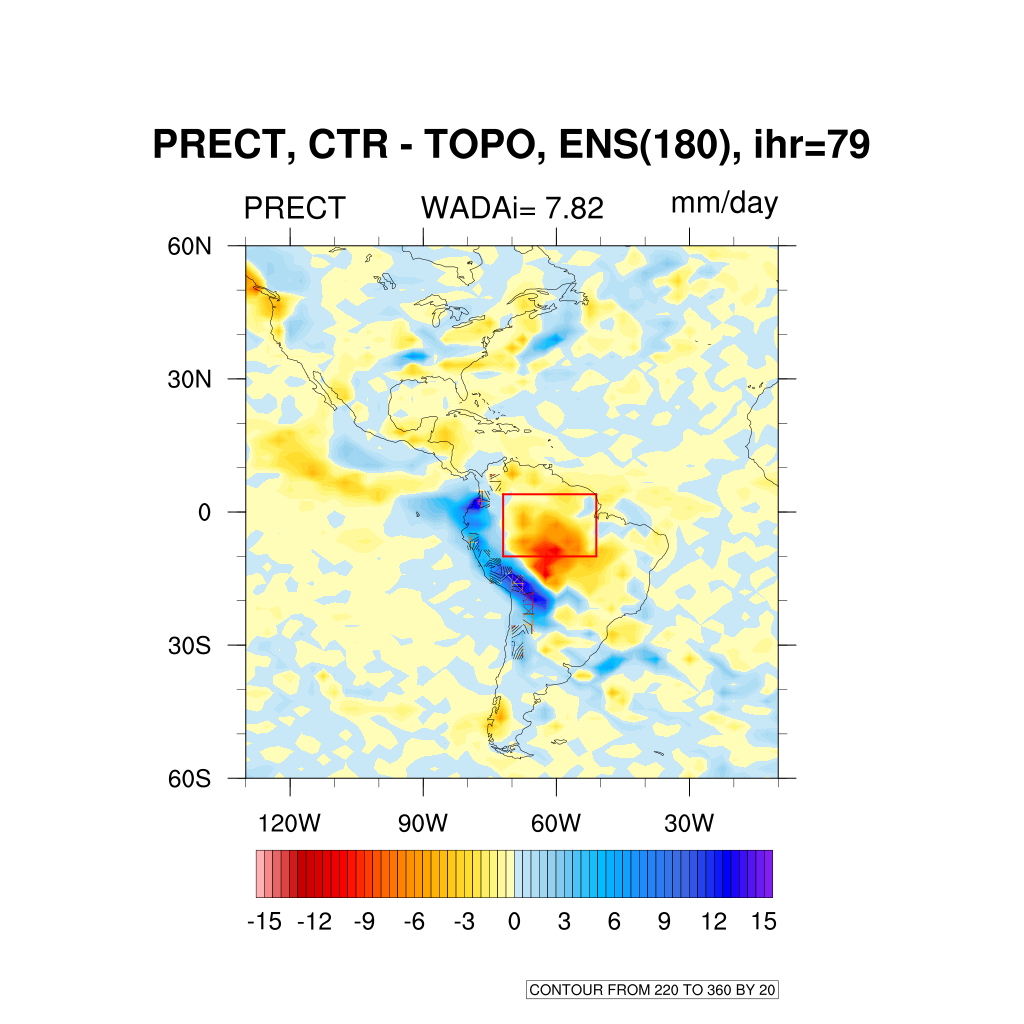 PRECT, CTR - TOPO, ENS(180), ihr=79
PRECT WADAi= 7.82 mm/day
60N
30N
0
30S
60S
120W 90W 60W 30W
-15 -12 -9 -6 -3 0 3 6 9 12 15
CONTOUR FROM 220 TO 360 BY 20